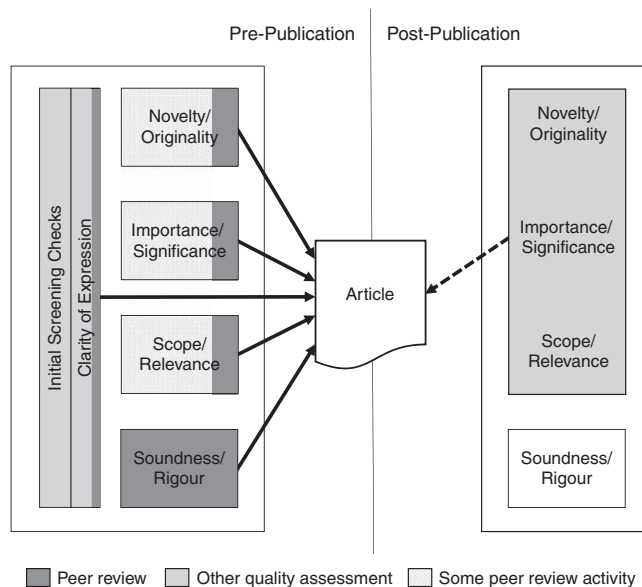 Pre-Publication
Post-Publication
Initial Screening Checks
Clarity of Expression
Novelty/
Originality
Importance/
Significance
Scope/
Relevance
Soundness/
Rigour
Article
Novelty/
Originality
Importance/
Significance
Scope/
Relevance
Soundness/
Rigour
Peer review
Other quality assessment
Some peer review activity